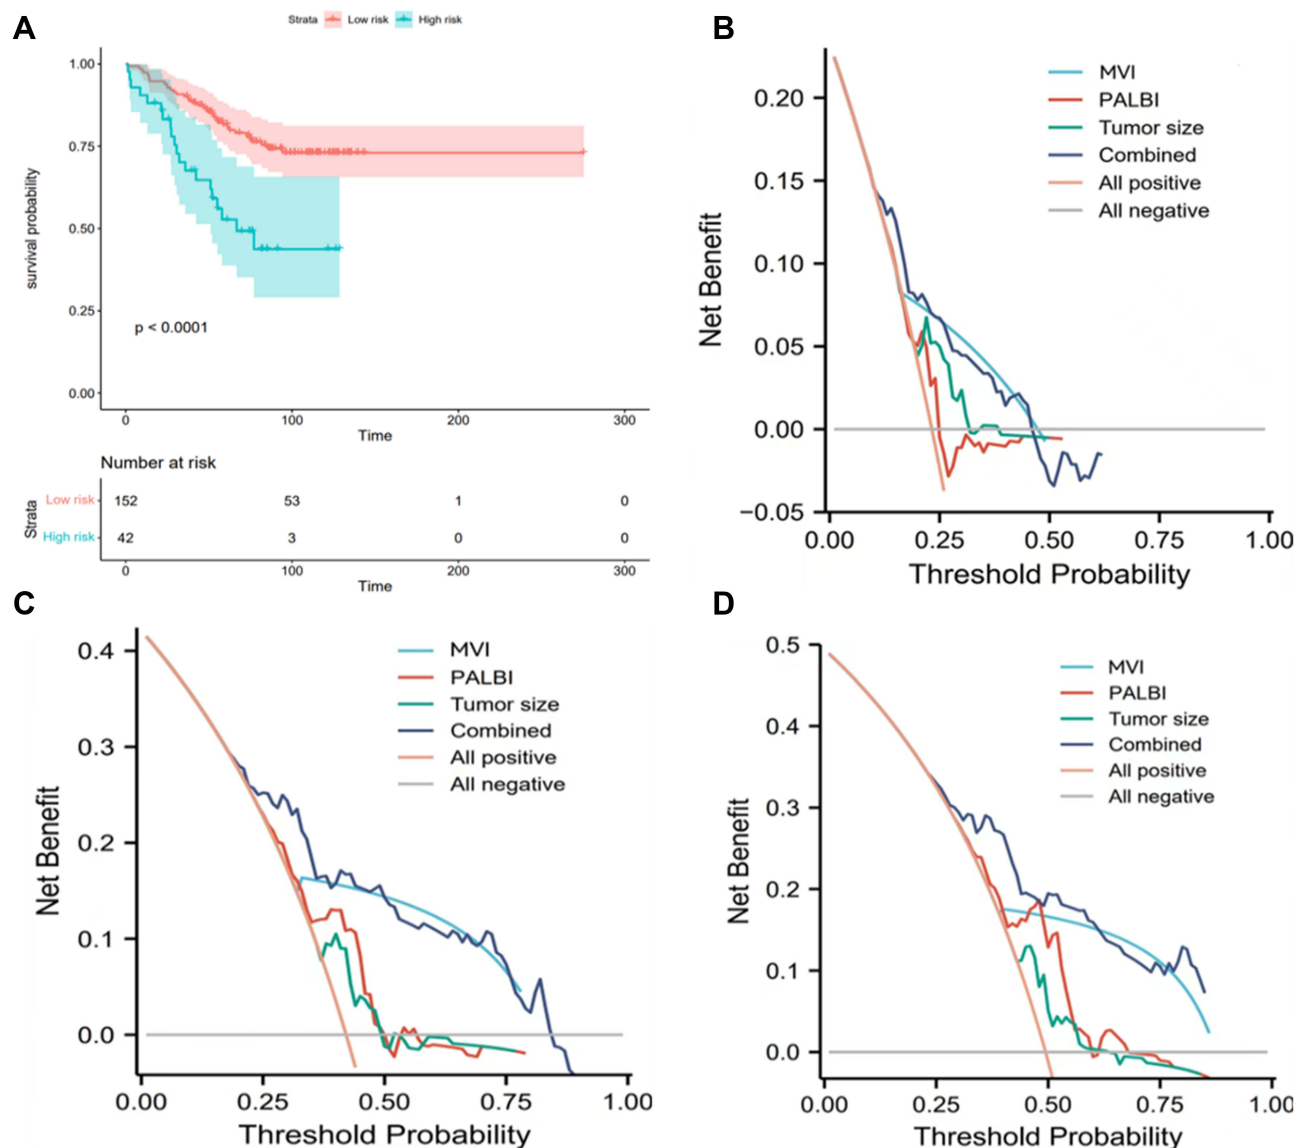 A
Strata Low risk High risk
1.00
0.75
0.50
0.25
0.00
survival probability
p < 0.0001
0 100 200 300
Time
Number at risk
Strata
Low risk 152 53 1 0
High risk 42 3 0 0
0 100 200 300
Time
B
MVI
PALBI
Tumor size
Combined
All positive
All negative
0.20
0.15
0.10
0.05
0.00
−0.05
Net Benefit
0.00 0.25 0.50 0.75 1.00
Threshold Probability
C
MVI
PALBI
Tumor size
Combined
All positive
All negative
0.4
0.3
0.2
0.1
0.0
Net Benefit
0.00 0.25 0.50 0.75 1.00
Threshold Probability
D
MVI
PALBI
Tumor size
Combined
All positive
All negative
0.5
0.4
0.3
0.2
0.1
0.0
Net Benefit
0.00 0.25 0.50 0.75 1.00
Threshold Probability